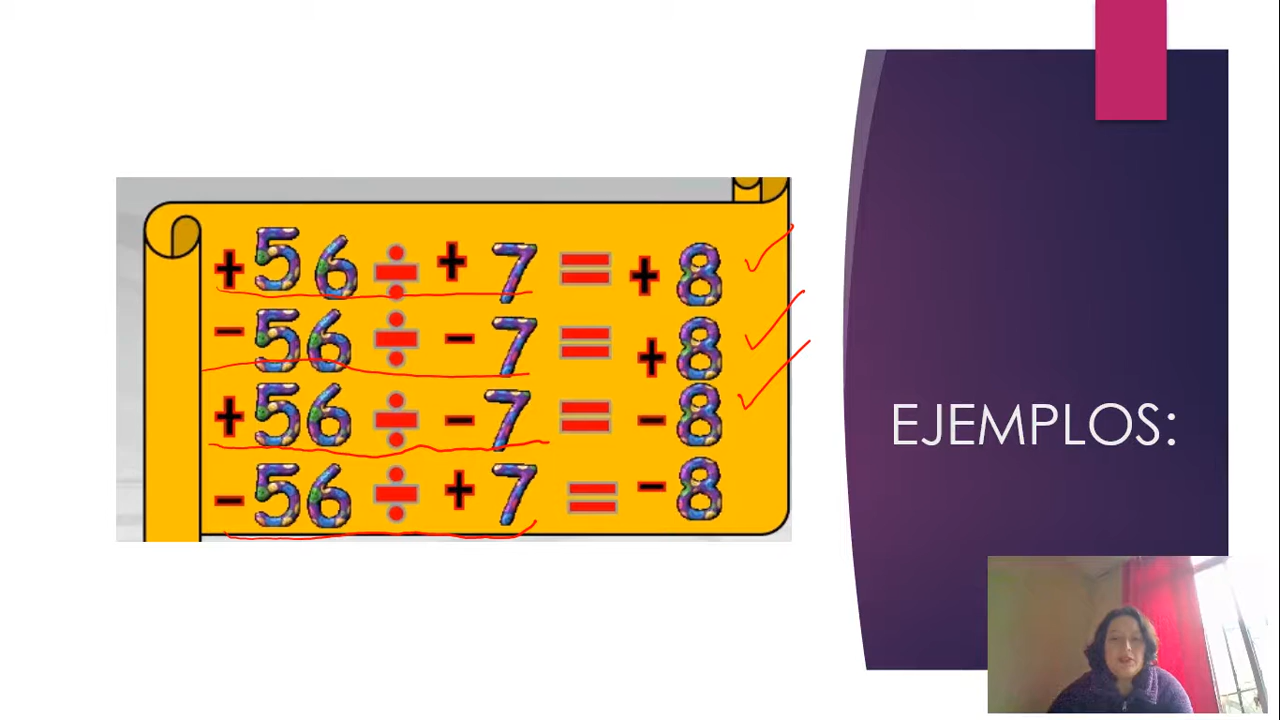 +56 ÷ +7 = +8
-56 ÷ -7 = +8
+56 ÷ -7 = -8
-56 ÷ +7 = -8
EJEMPLOS: